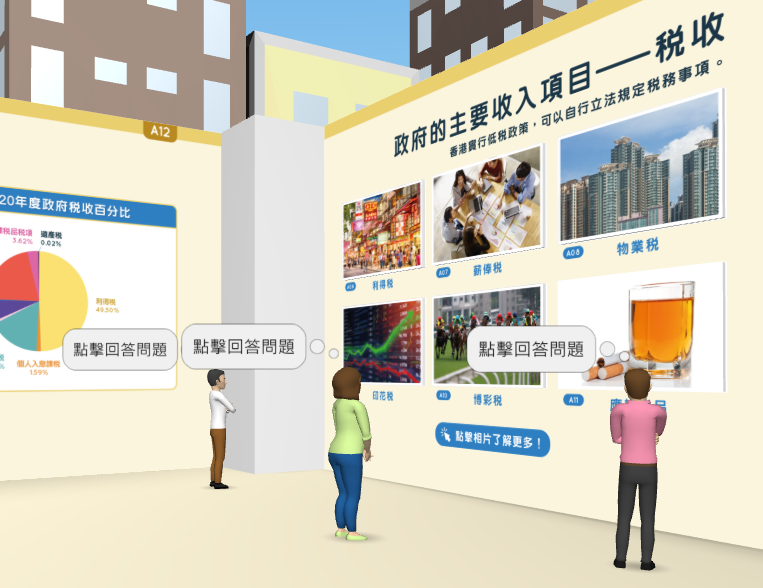 A12
20年度政府稅收百分比
3.62%
遺產稅
0.02%
利得稅
49.50%
個人入息課稅
1.59%
點擊回答問題
政府的主要收入項目——稅收
香港實行低稅政策，可以自行立法規定稅務事項。
A06
利得稅
A07
薪俸稅
A08
物業稅
點擊回答問題
點擊回答問題
印花稅
A10
博彩稅
A11
點擊相片了解更多！